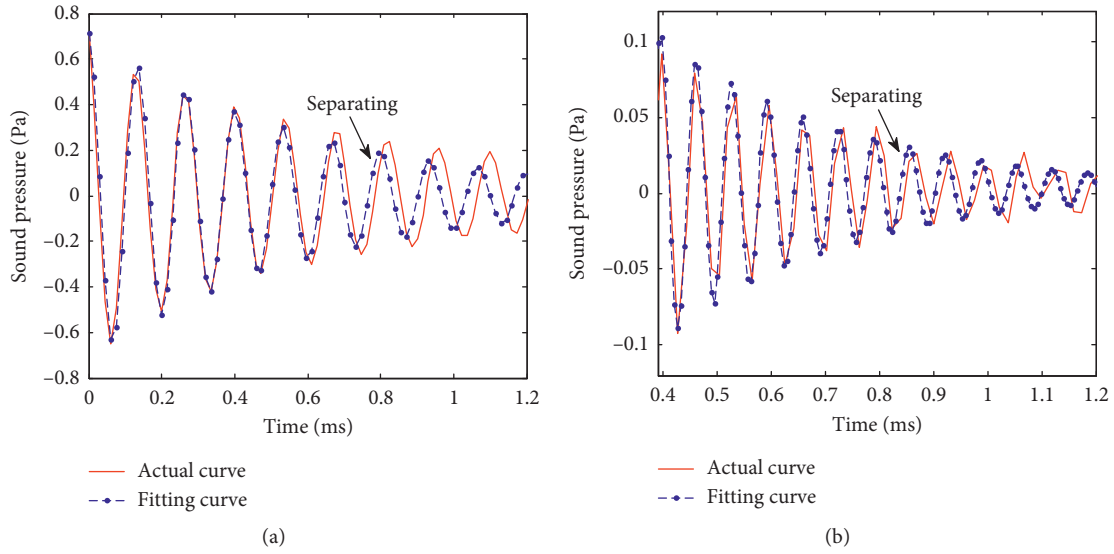 0.8
0.6
0.4
0.2
0
−0.2
−0.4
−0.6
−0.8
Sound pressure (Pa)
Separating
0 0.2 0.4 0.6 0.8 1 1.2
Time (ms)
Actual curve
Fitting curve
(a)
0.1
0.05
0
−0.05
−0.1
Sound pressure (Pa)
Separating
0.4 0.5 0.6 0.7 0.8 0.9 1 1.1 1.2
Time (ms)
Actual curve
Fitting curve
(b)